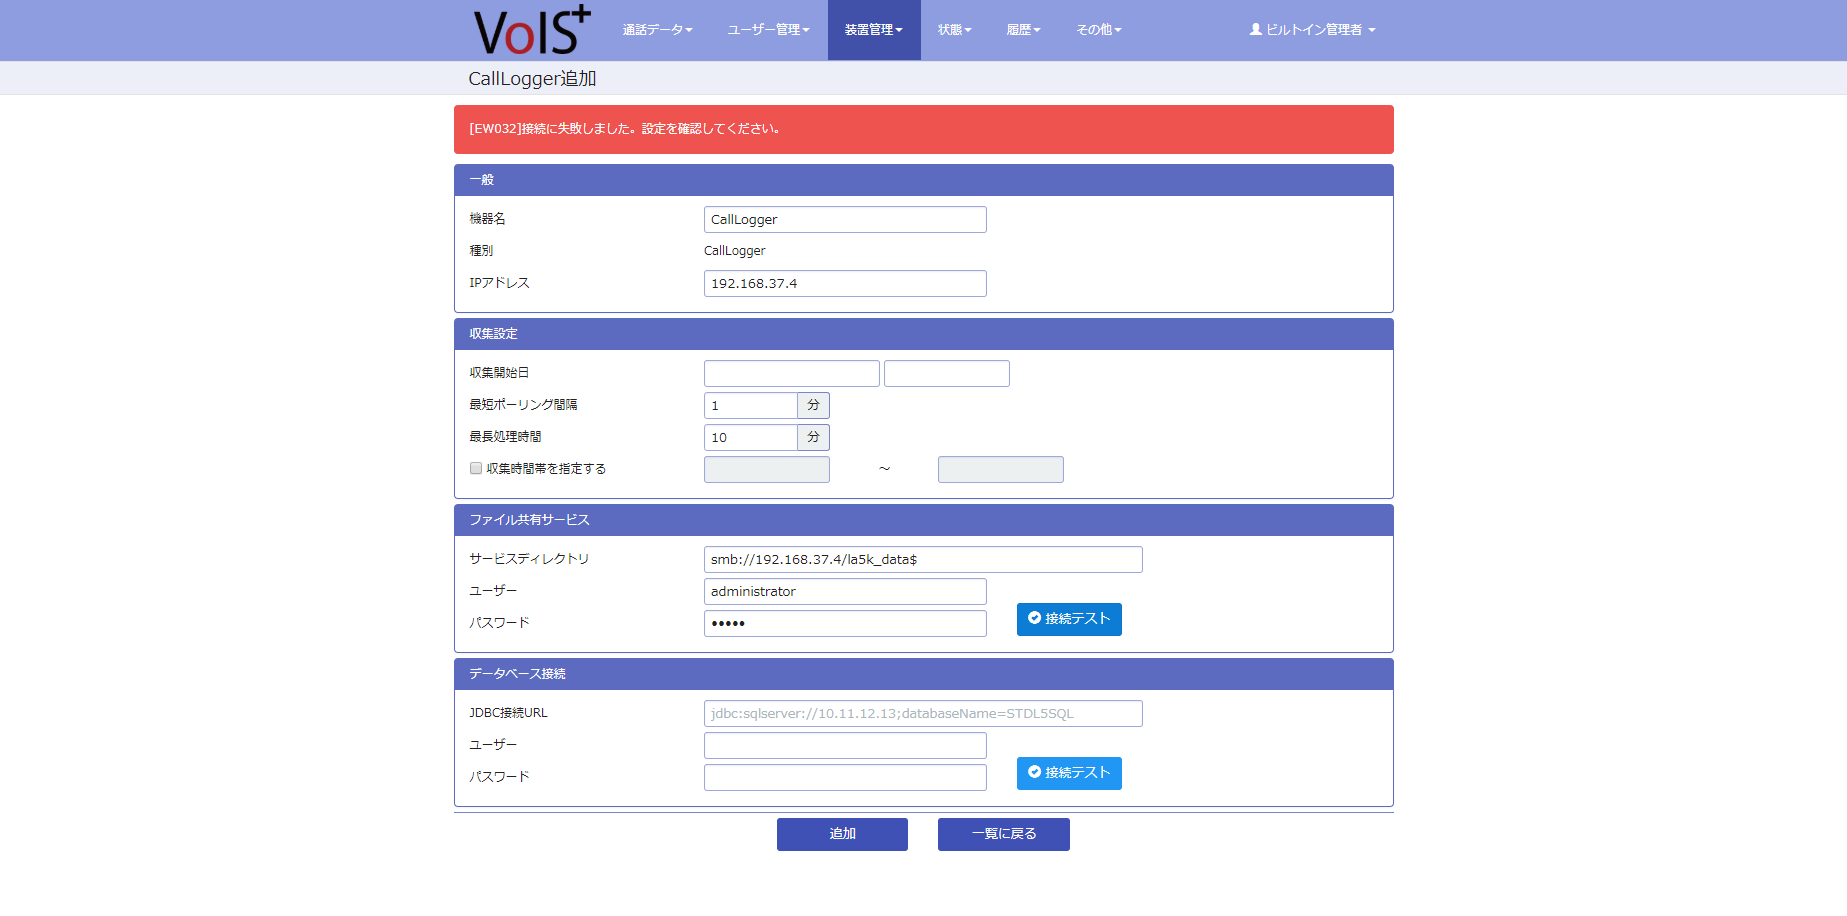 VoIS+ 通話データ ユーザー管理 装置管理 状態 履歴 その他 ビルトイン管理者
CallLogger追加
[EW032]接続に失敗しました。設定を確認してください。
一般
機器名 CallLogger
種別 CallLogger
IPアドレス 192.168.37.4
収集設定
収集開始日
最短ポーリング間隔 1 分
最長処理時間 10 分
収集時間帯を指定する ～
ファイル共有サービス
サービスディレクトリ smb://192.168.37.4/la5k_data$
ユーザー administrator
パスワード ••••• 接続テスト
データベース接続
JDBC接続URL jdbc:sqlserver://10.11.12.13;databaseName=STDL5SQL
ユーザー
パスワード 接続テスト
追加 一覧に戻る